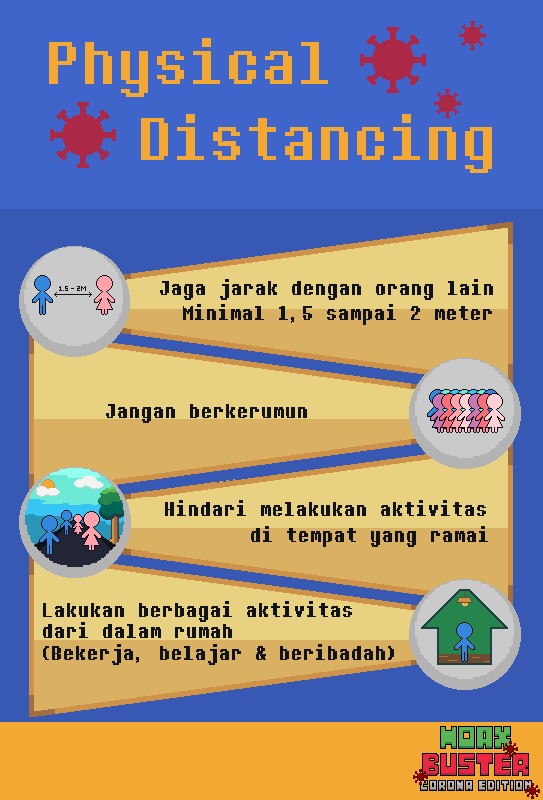 Physical
Distancing
1.5 - 2M
Jaga jarak dengan orang lain
Minimal 1,5 sampai 2 meter
Jangan berkerumun
Hindari melakukan aktivitas
di tempat yang ramai
Lakukan berbagai aktivitas
dari dalam rumah
(Bekerja, belajar & beribadah)
HOAX
BUSTER
CORONA EDITION